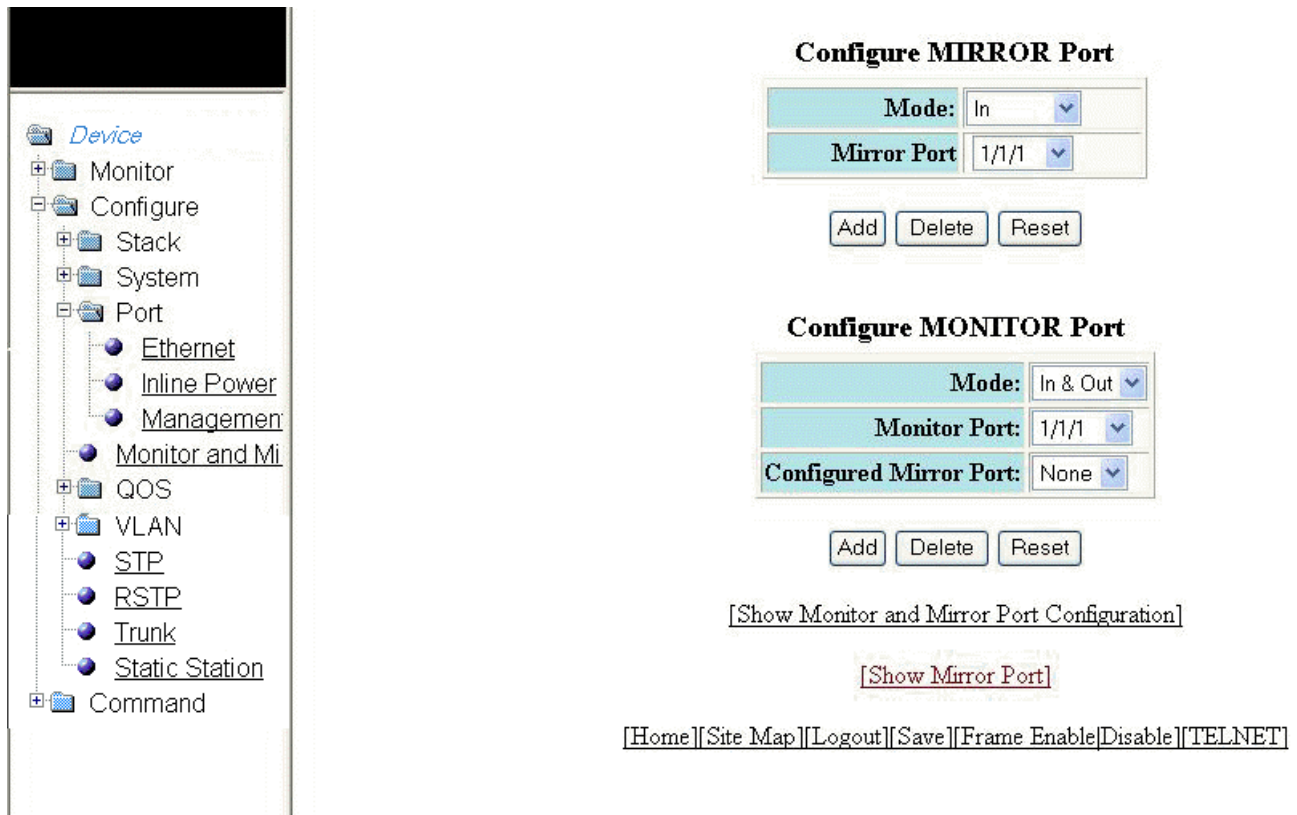 Device
Monitor
Configure
Stack
System
Port
Ethernet
Inline Power
Managemen
Monitor and Mi
QOS
VLAN
STP
RSTP
Trunk
Static Station
Command
Configure MIRROR Port
Mode: In
Mirror Port 1/1/1
Add Delete Reset
Configure MONITOR Port
Mode: In & Out
Monitor Port: 1/1/1
Configured Mirror Port: None
Add Delete Reset
[Show Monitor and Mirror Port Configuration]
[Show Mirror Port]
[Home][Site Map][Logout][Save][Frame Enable|Disable][TELNET]